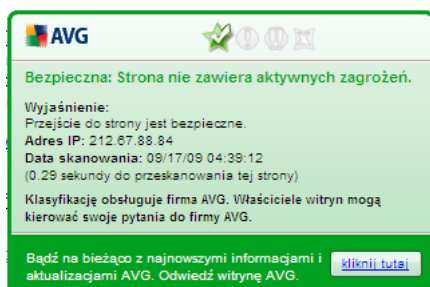 AVG
Bezpieczna: Strona nie zawiera aktywnych zagrożeń.
Wyjaśnienie:
Przejście do strony jest bezpieczne.
Adres IP: 212.67.88.84
Data skanowania: 09/17/09 04:39:12
(0.29 sekundy do przeskanowania tej strony)
Klasyfikację obsługuje firma AVG. Właściciele witryn mogą
kierować swoje pytania do firmy AVG.
Bądź na bieżąco z najnowszymi informacjami i
aktualizacjami AVG. Odwiedź witrynę AVG.
kliknij tutaj